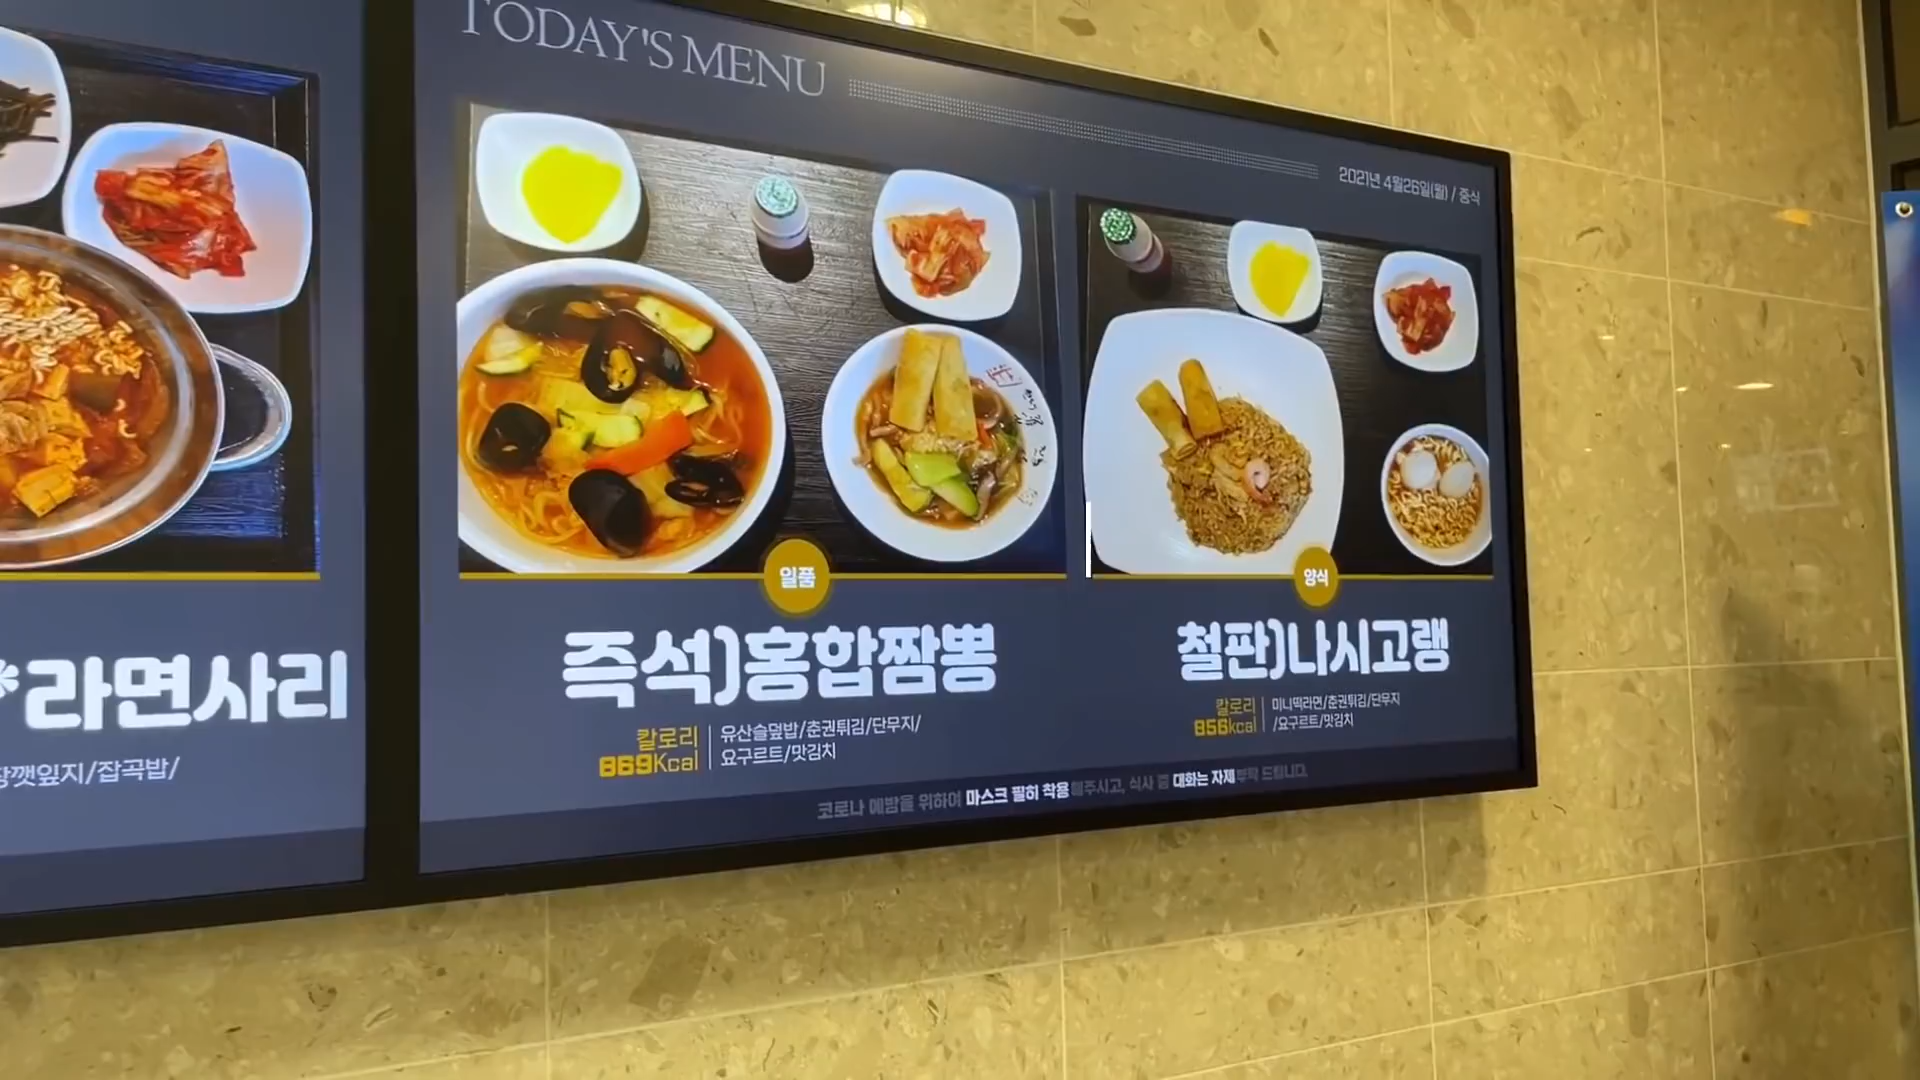 TODAY'S MENU
2021년 4월26일(월) / 중식
*라면사리
깻잎지/잡곡밥/
일품
즉석)홍합짬뽕
칼로리
869Kcal
유산슬덮밥/춘권튀김/단무지/
요구르트/맛김치
양식
철판)나시고랭
칼로리
856kcal
미니떡라면/춘권튀김/단무지
/요구르트/맛김치
코로나 예방을 위하여 마스크 필히 착용해주시고, 식사 중 대화는 자제부탁 드립니다.